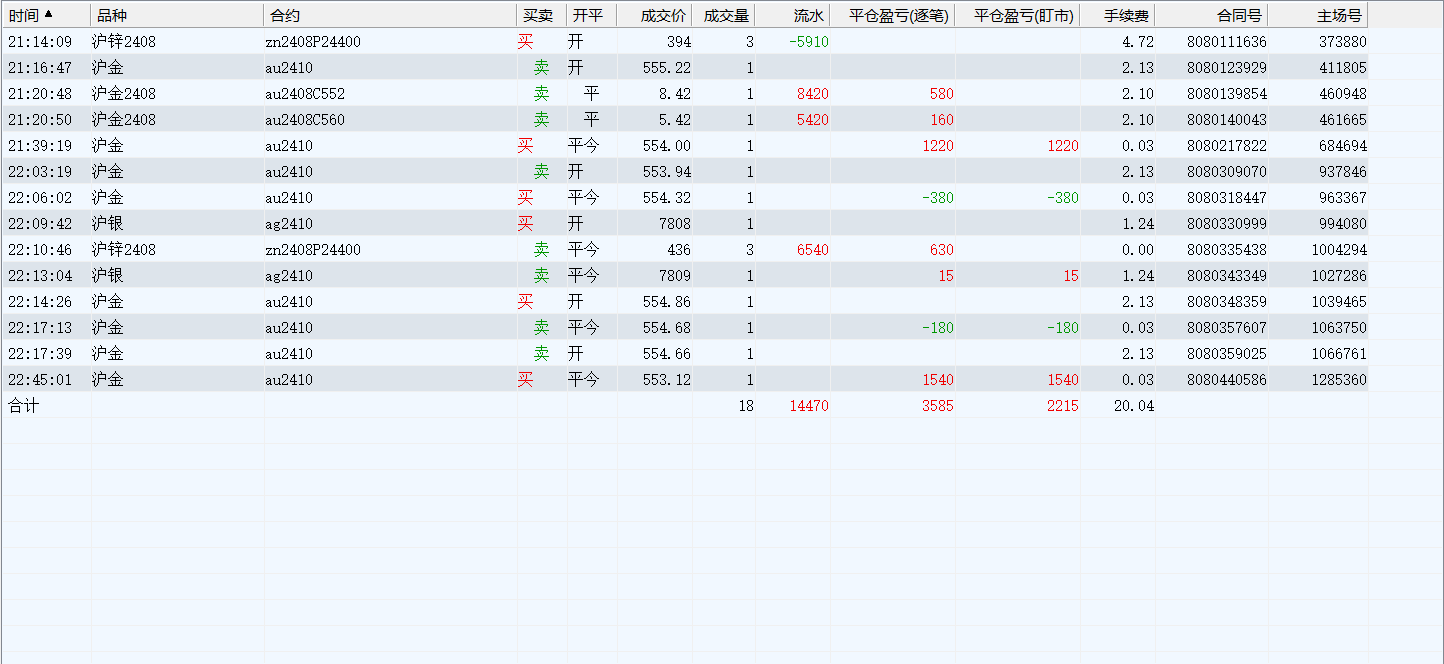 时间▲ 品种 合约 买卖 开平 成交价 成交量 流水 平仓盈亏(逐笔) 平仓盈亏(盯市) 手续费 合同号 主场号
21:14:09 沪锌2408 zn2408P24400 买 开 394 3 -5910 4.72 8080111636 373880
21:16:47 沪金 au2410 卖 开 555.22 1 2.13 8080123929 411805
21:20:48 沪金2408 au2408C552 卖 平 8.42 1 8420 580 2.10 8080139854 460948
21:20:50 沪金2408 au2408C560 卖 平 5.42 1 5420 160 2.10 8080140043 461665
21:39:19 沪金 au2410 买 平今 554.00 1 1220 1220 0.03 8080217822 684694
22:03:19 沪金 au2410 卖 开 553.94 1 2.13 8080309070 937846
22:06:02 沪金 au2410 买 平今 554.32 1 -380 -380 0.03 8080318447 963367
22:09:42 沪银 ag2410 买 开 7808 1 1.24 8080330999 994080
22:10:46 沪锌2408 zn2408P24400 卖 平今 436 3 6540 630 0.00 8080335438 1004294
22:13:04 沪银 ag2410 卖 平今 7809 1 15 15 1.24 8080343349 1027286
22:14:26 沪金 au2410 买 开 554.86 1 2.13 8080348359 1039465
22:17:13 沪金 au2410 卖 平今 554.68 1 -180 -180 0.03 8080357607 1063750
22:17:39 沪金 au2410 卖 开 554.66 1 2.13 8080359025 1066761
22:45:01 沪金 au2410 买 平今 553.12 1 1540 1540 0.03 8080440586 1285360
合计 18 14470 3585 2215 20.04